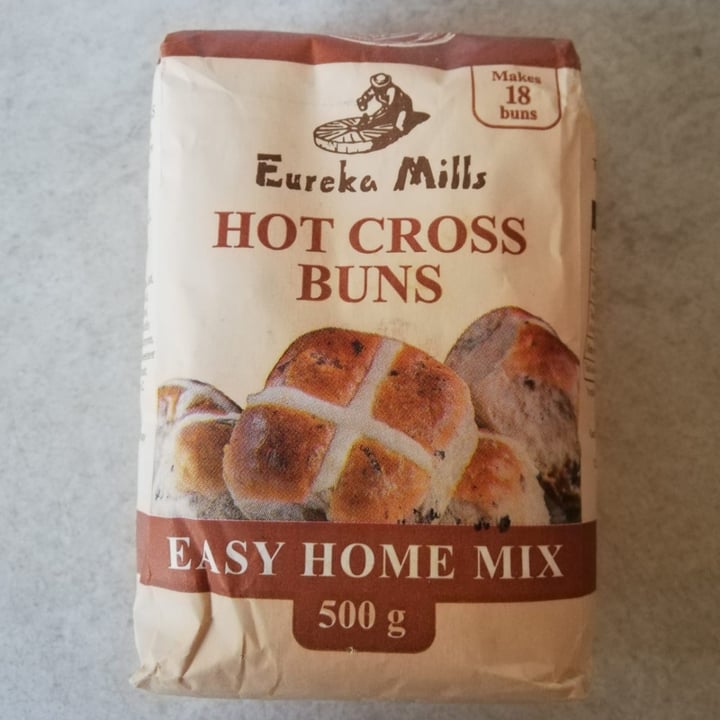 Makes
18
buns
Eureka Mills
HOT CROSS
BUNS
EASY HOME MIX
500 g